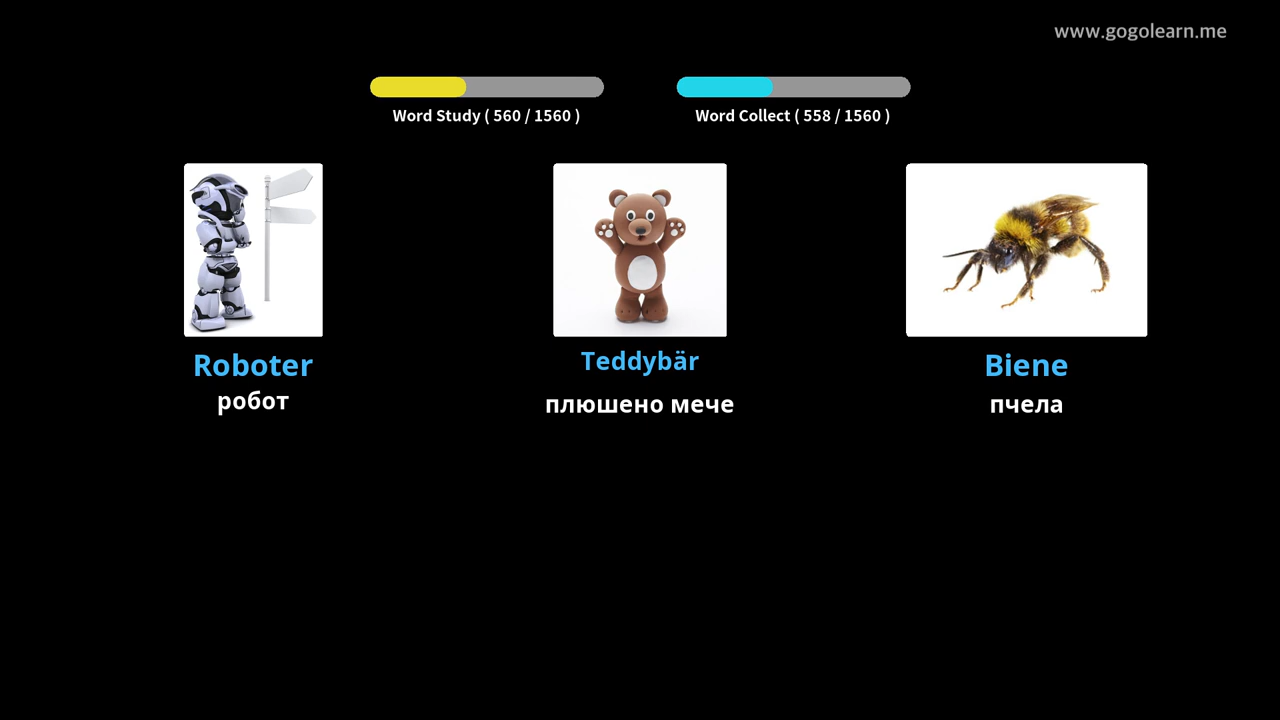 www.gogolearn.me
Word Study ( 560 / 1560 )
Word Collect ( 558 / 1560 )
Roboter
робот
Teddybär
плюшено мече
Biene
пчела